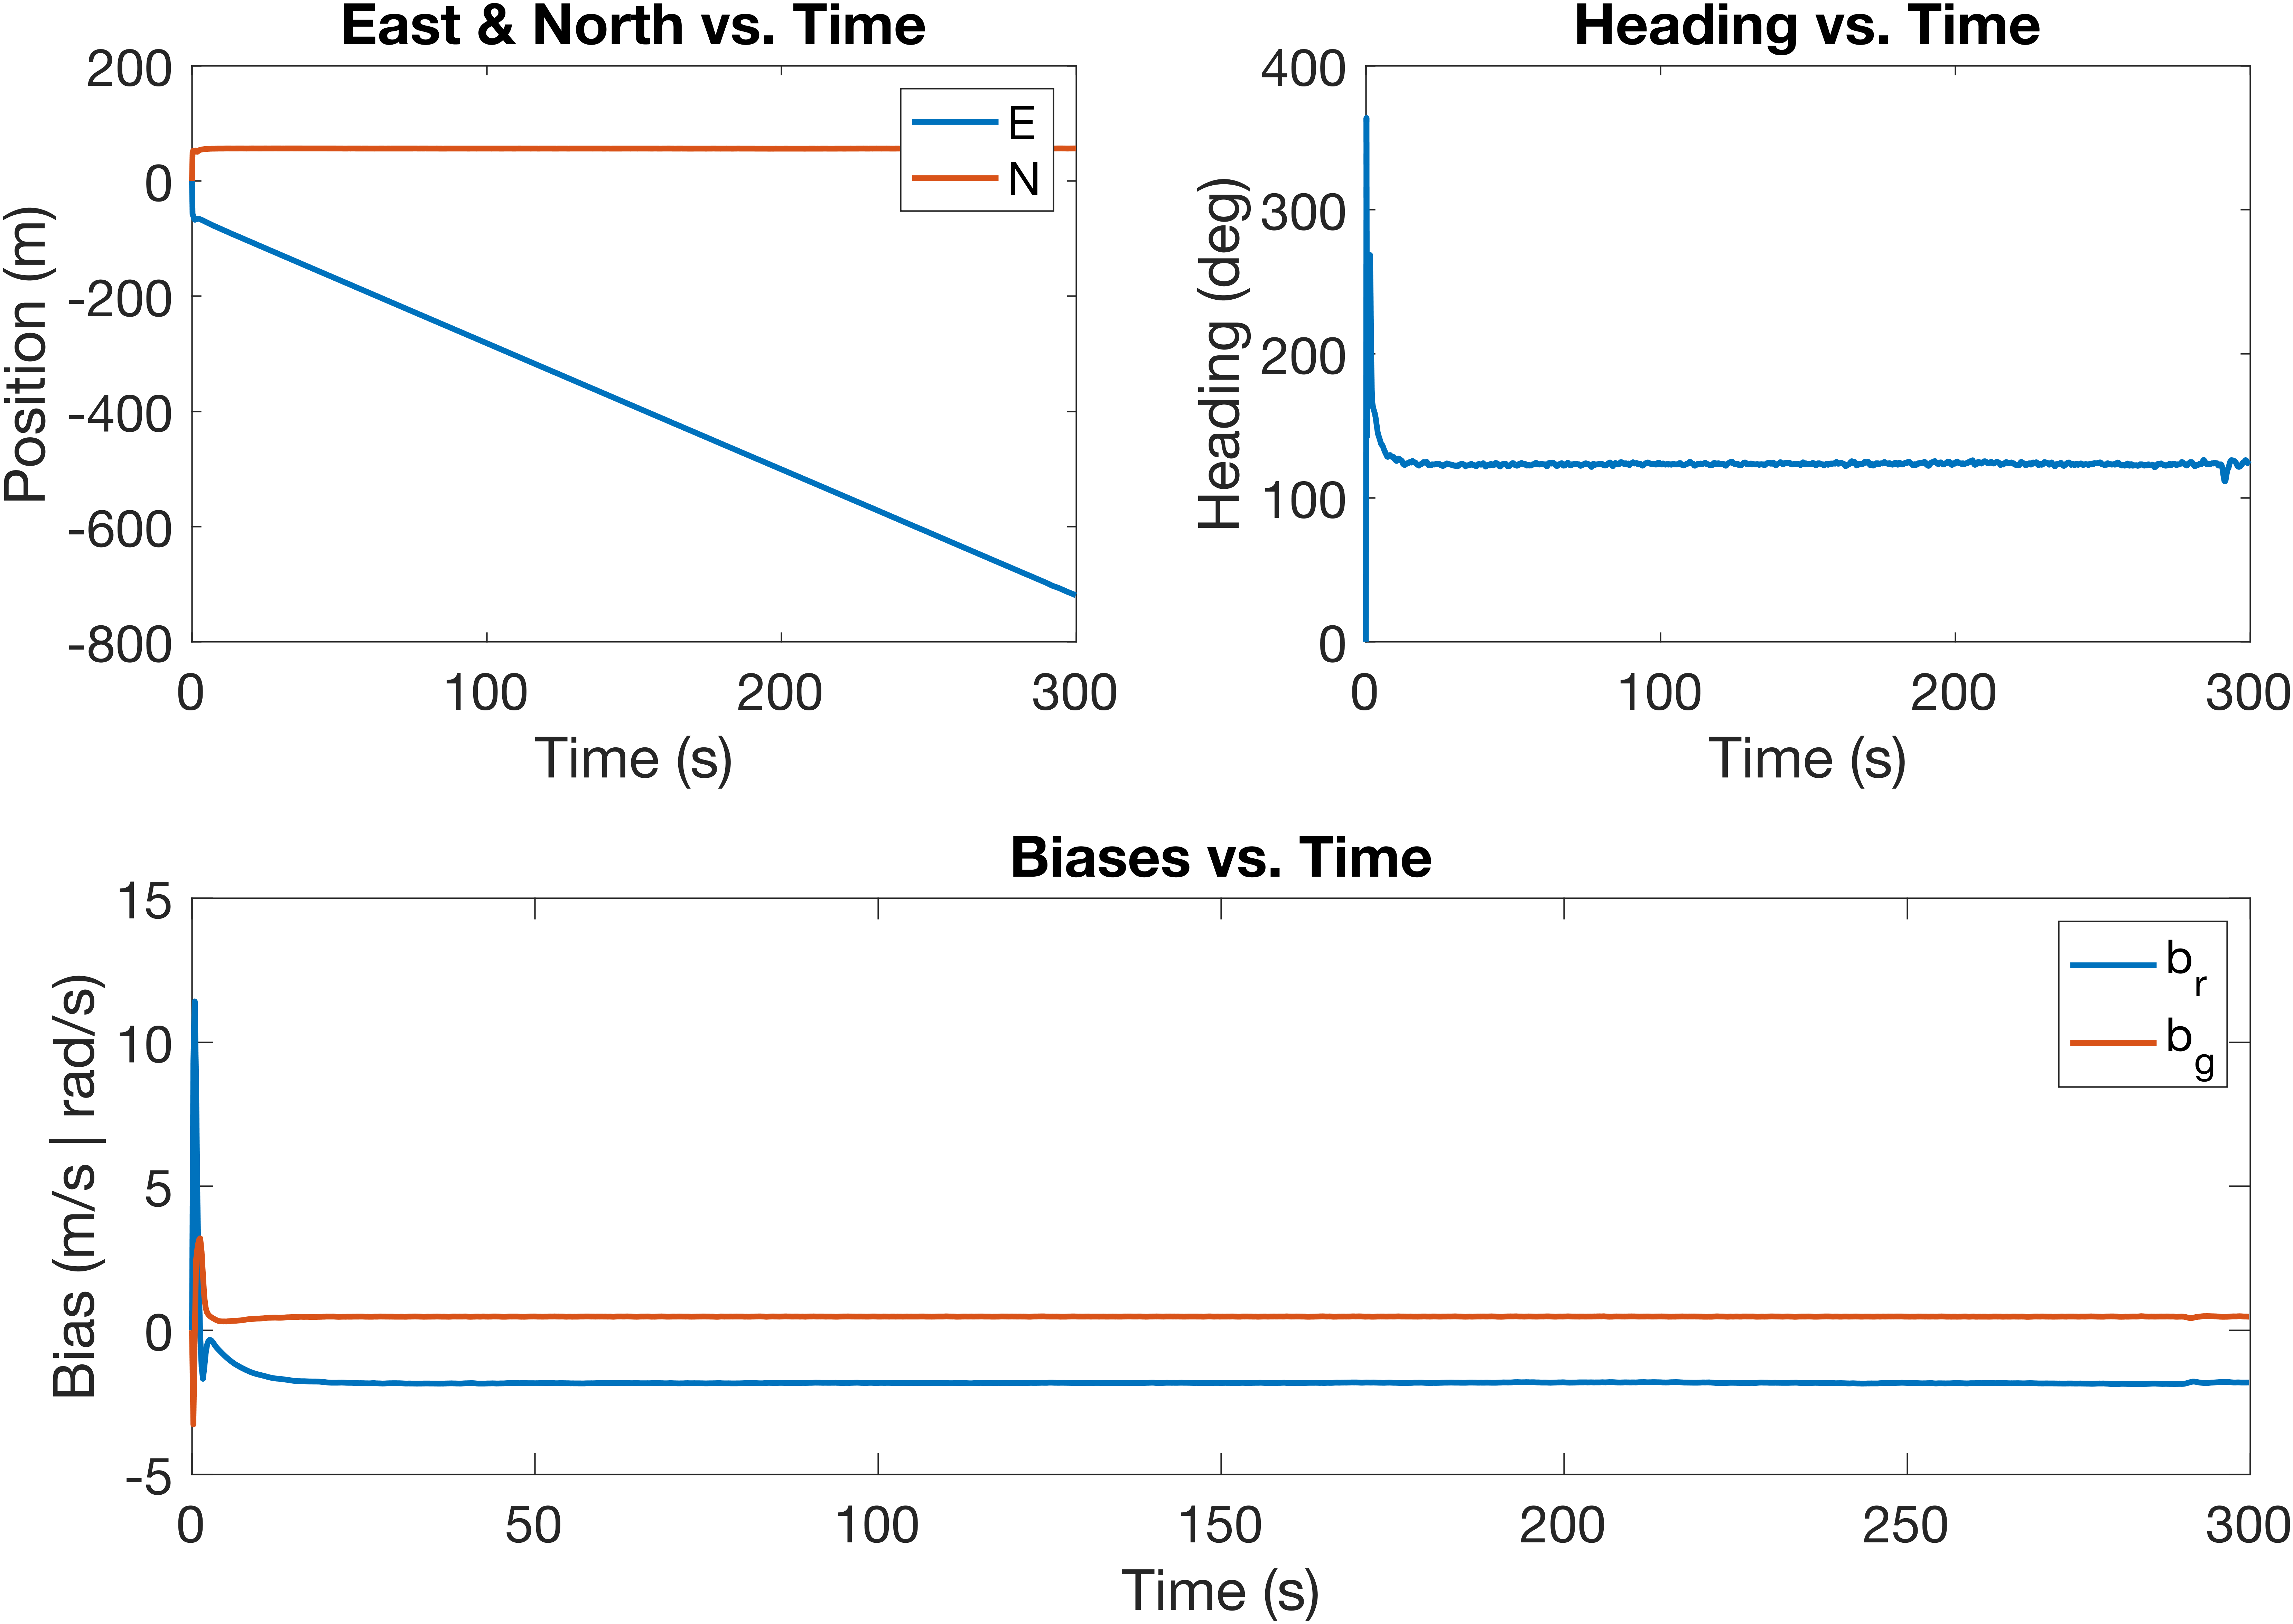 East & North vs. Time
200
0
-200
-400
-600
-800
Position (m)
E
N
0 100 200 300
Time (s)
Heading vs. Time
400
300
200
100
0
Heading (deg)
0 100 200 300
Time (s)
Biases vs. Time
15
10
5
0
-5
Bias (m/s | rad/s)
b_r
b_g
0 50 100 150 200 250 300
Time (s)